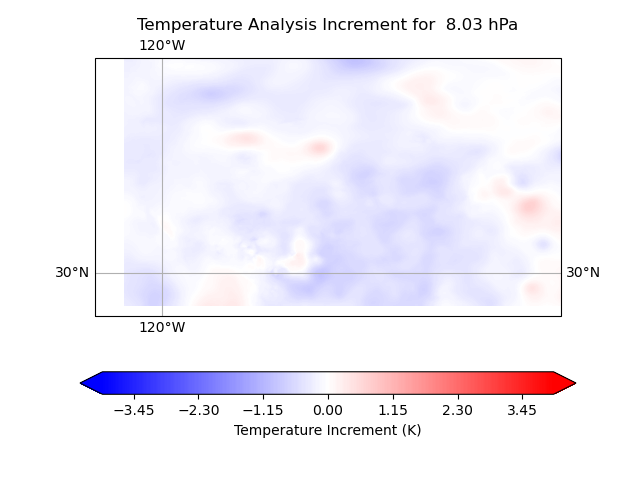 Temperature Analysis Increment for  8.03 hPa
120°W
30°N 30°N
120°W
−3.45 −2.30 −1.15 0.00 1.15 2.30 3.45
Temperature Increment (K)